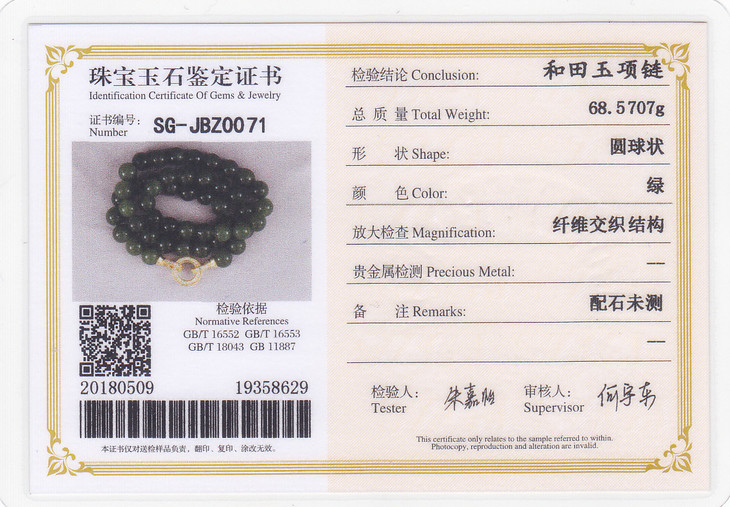 珠宝玉石鉴定证书
Identification Certificate Of Gems & Jewelry
证书编号:
Number
SG-JBZ0071
检验依据
Normative References
GB/T 16552 GB/T 16553
GB/T 18043 GB 11887
20180509 19358629
本证书仅对送检样品负责,翻印、复印、涂改无效。
检验结论 Conclusion: 和田玉项链
总质量 Total Weight: 68.5707g
形状 Shape: 圆球状
颜色 Color: 绿
放大检查 Magnification: 纤维交织结构
贵金属检测 Precious Metal: ——
备注 Remarks: 配石未测
——
检验人:
Tester
朱嘉怡
审核人:
Supervisor
This certificate only relates to the sample referred to within.
Photocopy, reproduction and alteration are invalid.